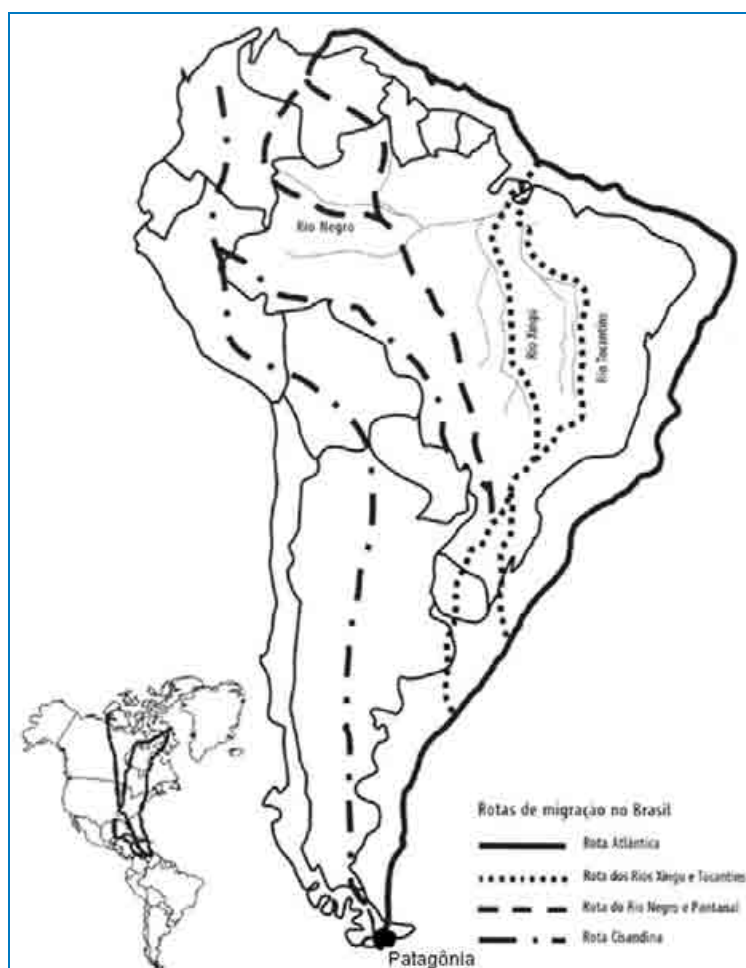 Rio Negro
Rio Xingú
Rio Tocantins
Rotas de migração no Brasil
Rota Atlântica
Rota dos Rios Xingu e Tocantins
Rota do Rio Negro e Pantanal
Rota Cisandina
Patagônia